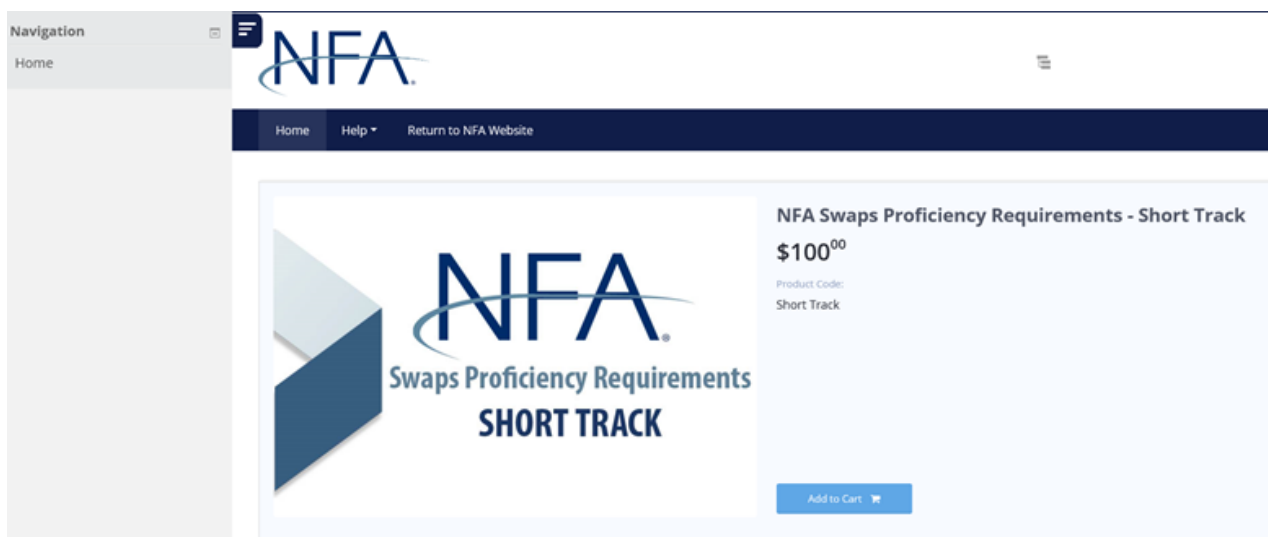 Navigation
Home
NFA®
Home Help Return to NFA Website
NFA®
Swaps Proficiency Requirements
SHORT TRACK
NFA Swaps Proficiency Requirements - Short Track
$100⁰⁰
Product Code:
Short Track
Add to Cart